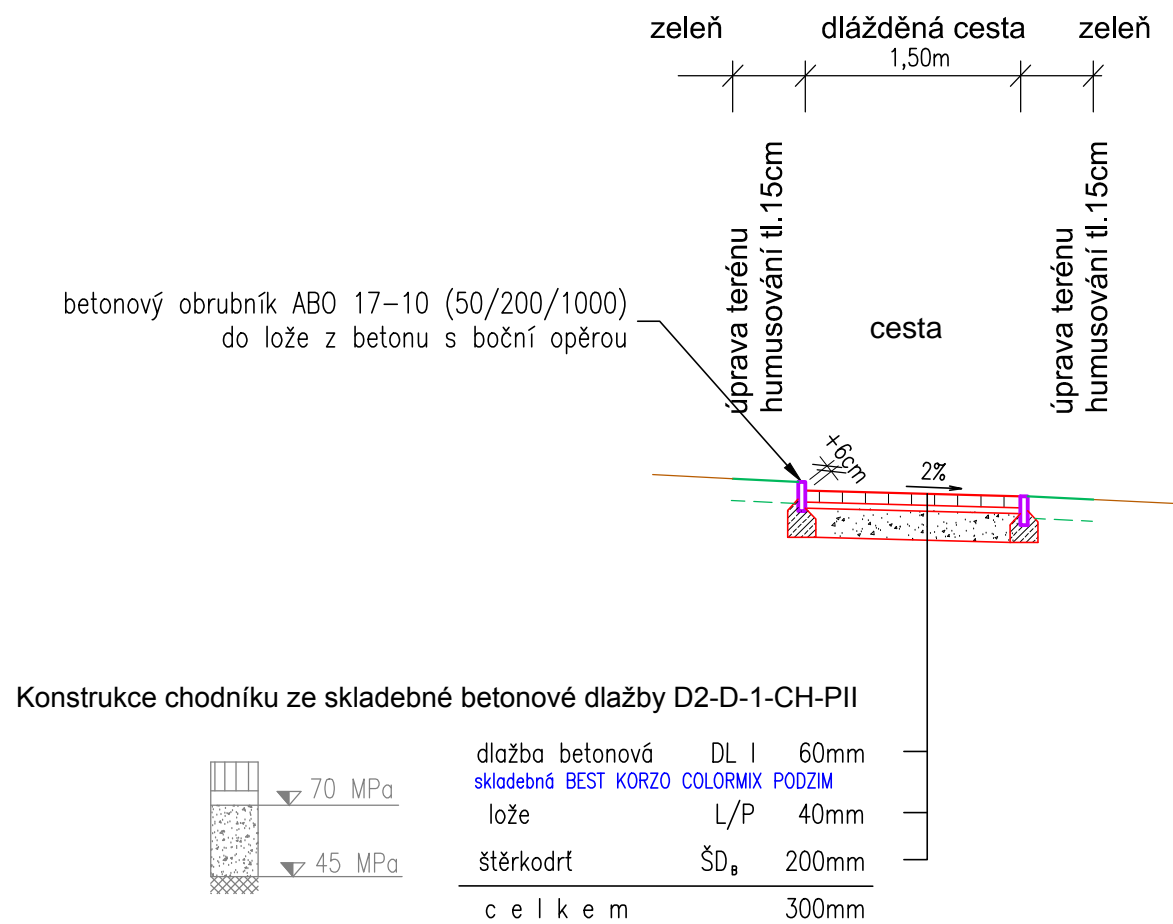 zeleň dlážděná cesta zeleň
1,50m
úprava terénu
humusování tl.15cm
úprava terénu
humusování tl.15cm
betonový obrubník ABO 17-10 (50/200/1000)
do lože z betonu s boční opěrou
cesta
+6cm
2%
Konstrukce chodníku ze skladebné betonové dlažby D2-D-1-CH-PII
dlažba betonová DL I 60mm
skladebná BEST KORZO COLORMIX PODZIM
70 MPa
lože L/P 40mm
45 MPa
štěrkodrť ŠDB 200mm
celkem 300mm